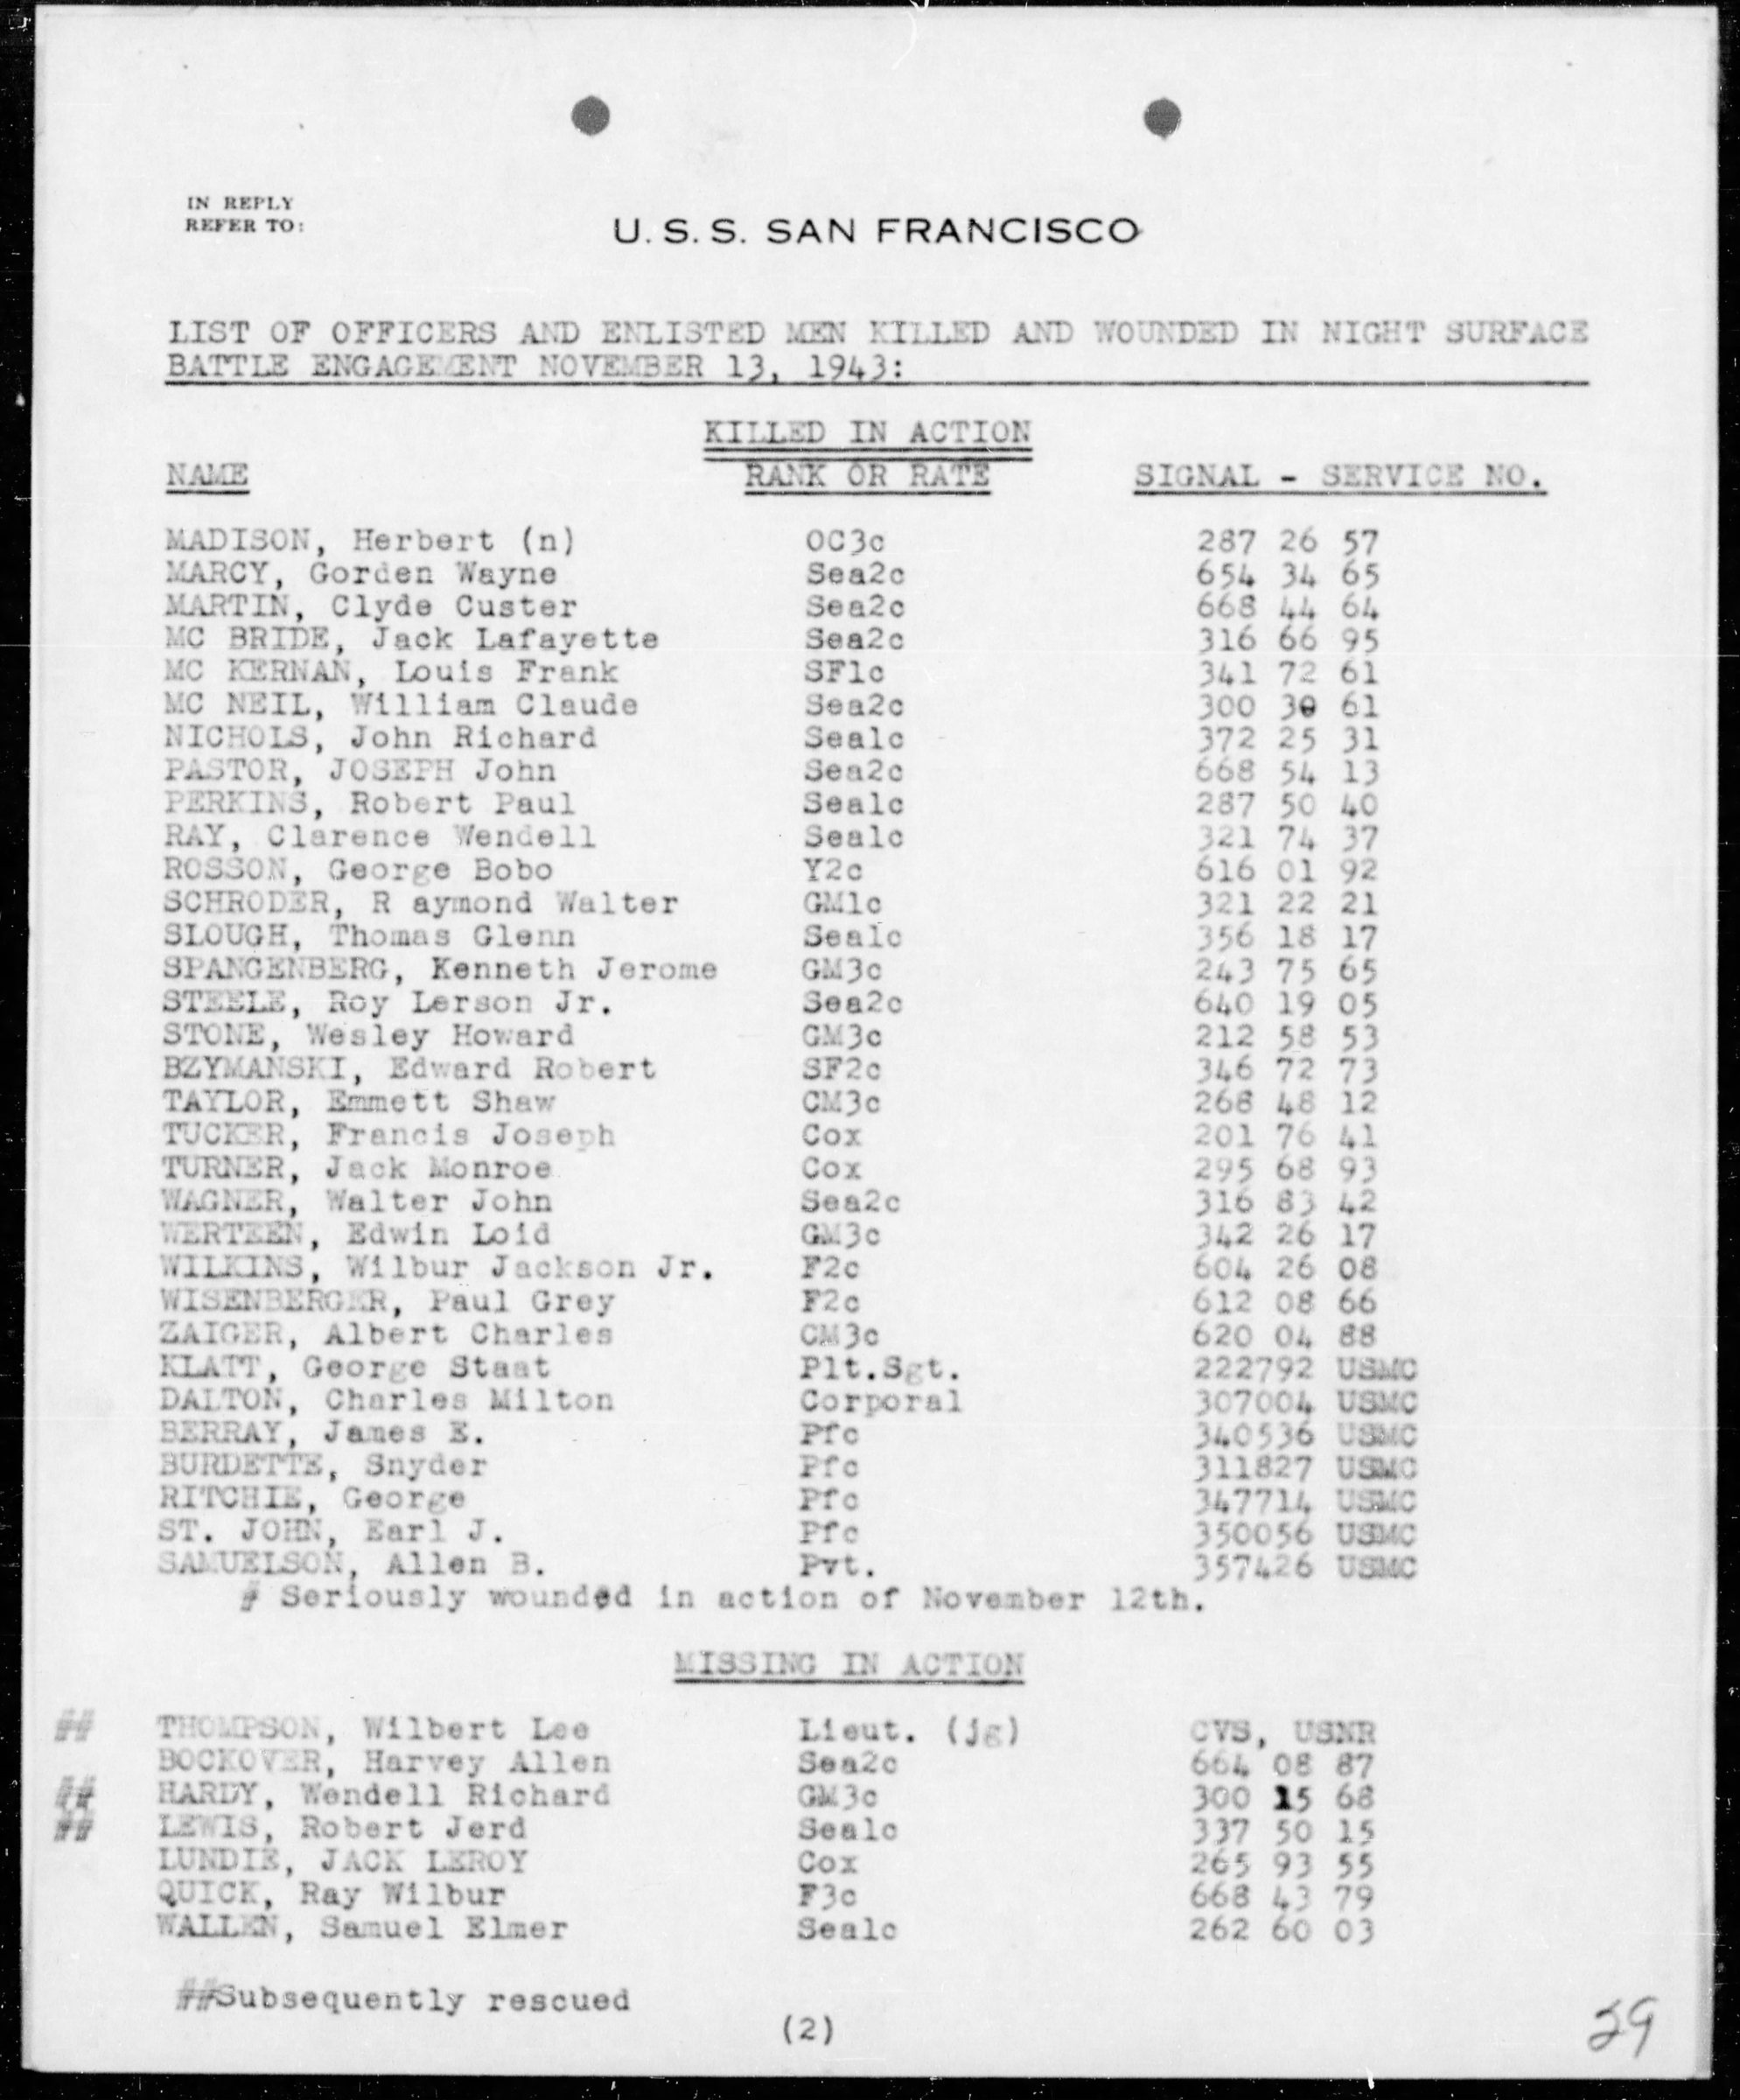 IN REPLY
REFER TO:
U. S. S. SAN FRANCISCO
LIST OF OFFICERS AND ENLISTED MEN KILLED AND WOUNDED IN NIGHT SURFACE
BATTLE ENGAGEMENT NOVEMBER 13, 1943:
KILLED IN ACTION
NAME RANK OR RATE SIGNAL - SERVICE NO.
MADISON, Herbert (n) OC3c 287 26 57
MARCY, Gorden Wayne Sea2c 654 34 65
MARTIN, Clyde Custer Sea2c 668 44 64
MC BRIDE, Jack Lafayette Sea2c 316 66 95
MC KERNAN, Louis Frank SF1c 341 72 61
MC NEIL, William Claude Sea2c 300 30 61
NICHOLS, John Richard Sea1c 372 25 31
PASTOR, JOSEPH John Sea2c 668 54 13
PERKINS, Robert Paul Sea1c 287 50 40
RAY, Clarence Wendell Sea1c 321 74 37
ROSSON, George Bobo Y2c 616 01 92
SCHRODER, R aymond Walter GM1c 321 22 21
SLOUGH, Thomas Glenn Sea1c 356 18 17
SPANGENBERG, Kenneth Jerome GM3c 243 75 65
STEELE, Roy Lerson Jr. Sea2c 640 19 05
STONE, Wesley Howard GM3c 212 58 53
BZYMANSKI, Edward Robert SF2c 346 72 73
TAYLOR, Emmett Shaw CM3c 268 48 12
TUCKER, Francis Joseph Cox 201 76 41
TURNER, Jack Monroe Cox 295 68 93
WAGNER, Walter John Sea2c 316 83 42
WERTEEN, Edwin Loid GM3c 342 26 17
WILKINS, Wilbur Jackson Jr. F2c 604 26 08
WISENBERGER, Paul Grey F2c 612 08 66
ZAIGER, Albert Charles CM3c 620 04 88
KLATT, George Staat Plt.Sgt. 222792 USMC
DALTON, Charles Milton Corporal 307004 USMC
BERRAY, James E. Pfc 340536 USMC
BURDETTE, Snyder Pfc 311827 USMC
RITCHIE, George Pfc 347714 USMC
ST. JOHN, Earl J. Pfc 350056 USMC
SAMUELSON, Allen B. Pvt. 357426 USMC
# Seriously wounded in action of November 12th.
MISSING IN ACTION
## THOMPSON, Wilbert Lee Lieut. (jg) CVS, USNR
BOCKOVER, Harvey Allen Sea2c 664 08 87
## HARDY, Wendell Richard GM3c 300 15 68
## LEWIS, Robert Jerd Sea1c 337 50 15
LUNDIE, JACK LEROY Cox 265 93 55
QUICK, Ray Wilbur F3c 668 43 79
WALLEN, Samuel Elmer Sea1c 262 60 03
##Subsequently rescued
(2)
39